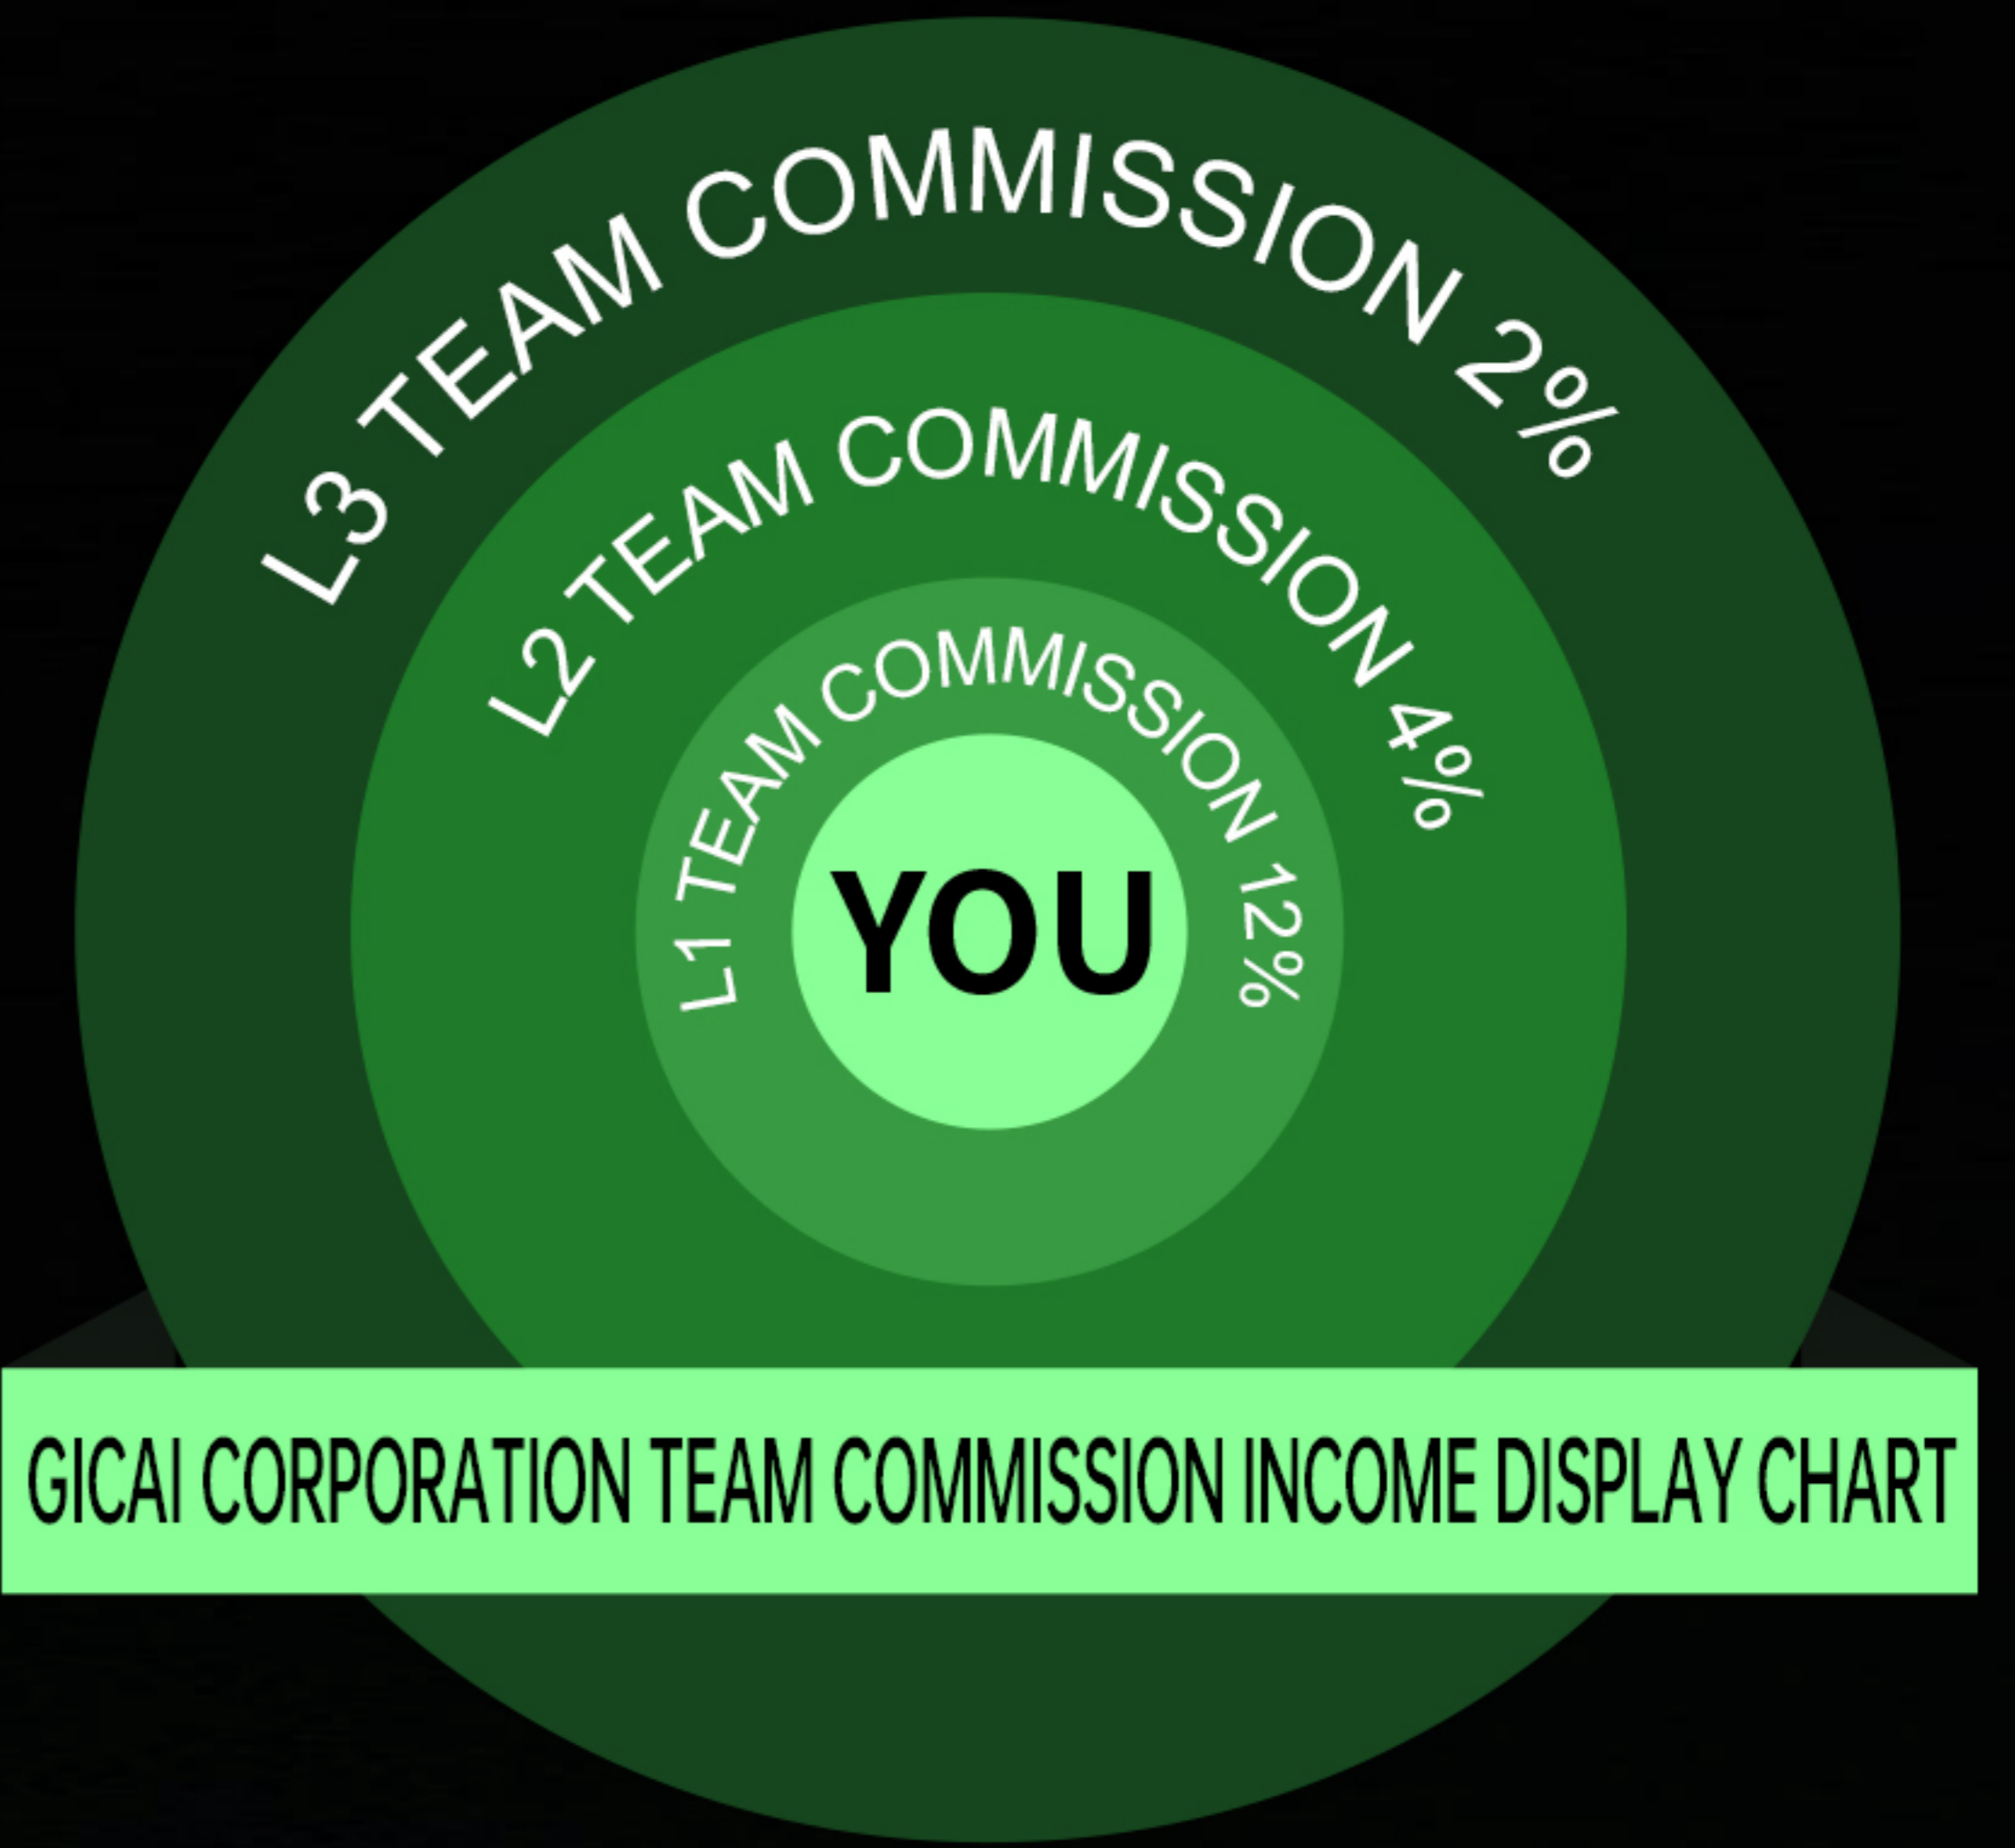 L3 TEAM COMMISSION 2%
L2 TEAM COMMISSION 4%
L1 TEAM COMMISSION 12%
YOU
GICAI CORPORATION TEAM COMMISSION INCOME DISPLAY CHART